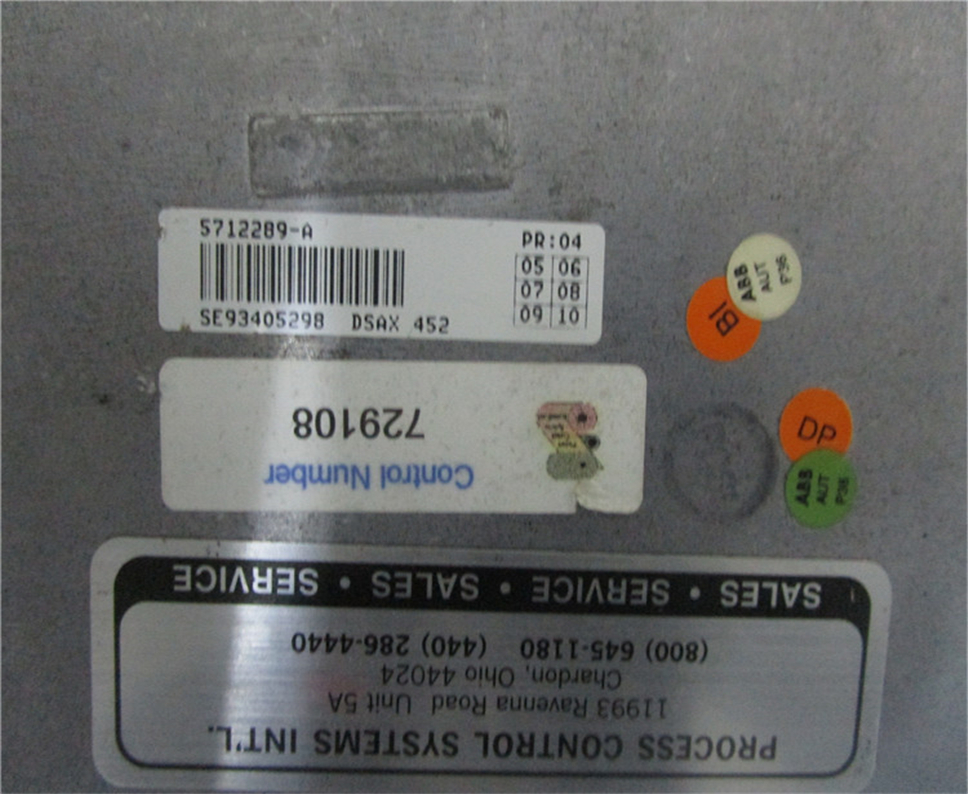 5712289-A
PR:04
05 06
07 08
09 10
SE93405298 DSAX 452
ABB
AUT
P96
BI
DP
ABB
AUT
P96
Control Number
729108
PROCESS CONTROL SYSTEMS INT'L.
11993 Ravenna Road Unit 5A
Chardon, Ohio 44024
(800) 645-1180 (440) 286-4440
SALES • SERVICE • SALES • SERVICE